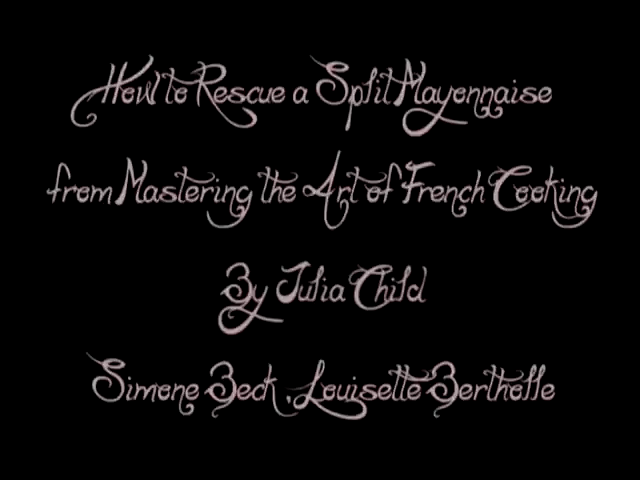 How to Rescue a Split Mayonnaise
from Mastering the Art of French Cooking
By Julia Child
Simone Beck , Louisette Bertholle